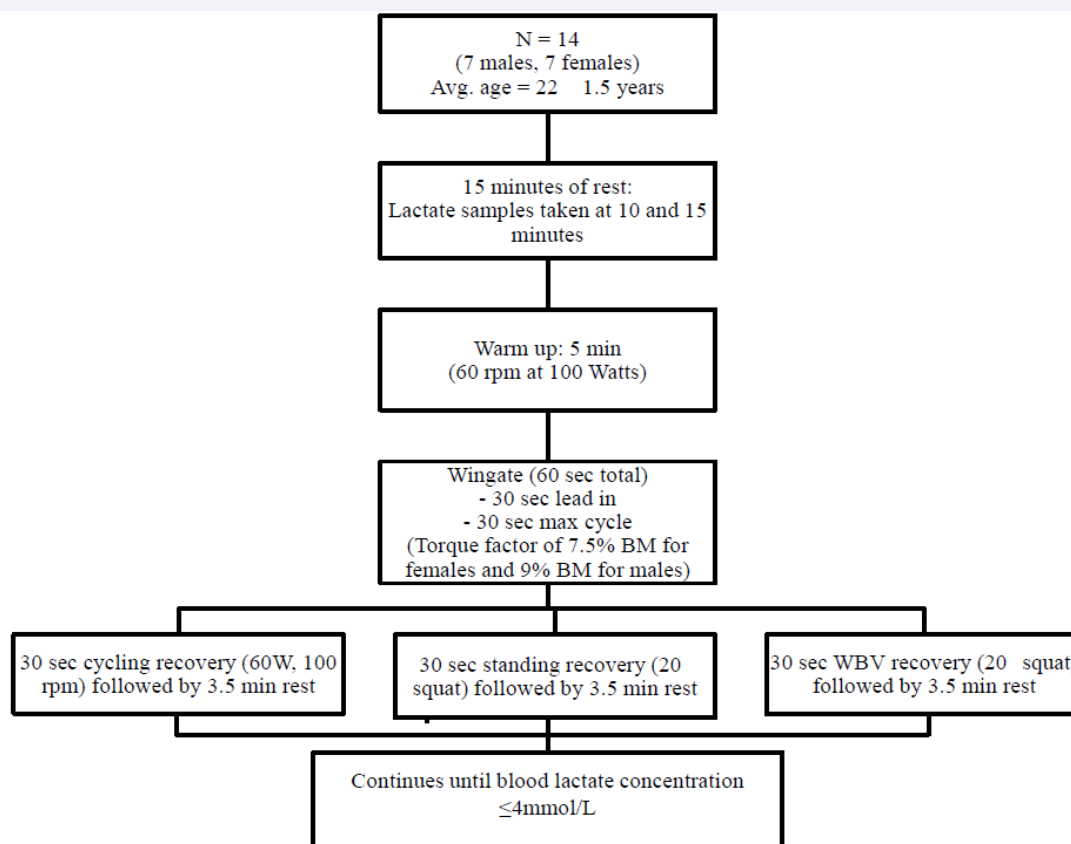 N = 14
(7 males, 7 females)
Avg. age = 22 1.5 years
15 minutes of rest:
Lactate samples taken at 10 and 15
minutes
Warm up: 5 min
(60 rpm at 100 Watts)
Wingate (60 sec total)
- 30 sec lead in
- 30 sec max cycle
(Torque factor of 7.5% BM for
females and 9% BM for males)
30 sec cycling recovery (60W, 100
rpm) followed by 3.5 min rest
30 sec standing recovery (20
squat) followed by 3.5 min rest
30 sec WBV recovery (20 squat
followed by 3.5 min rest
Continues until blood lactate concentration
≤4mmol/L